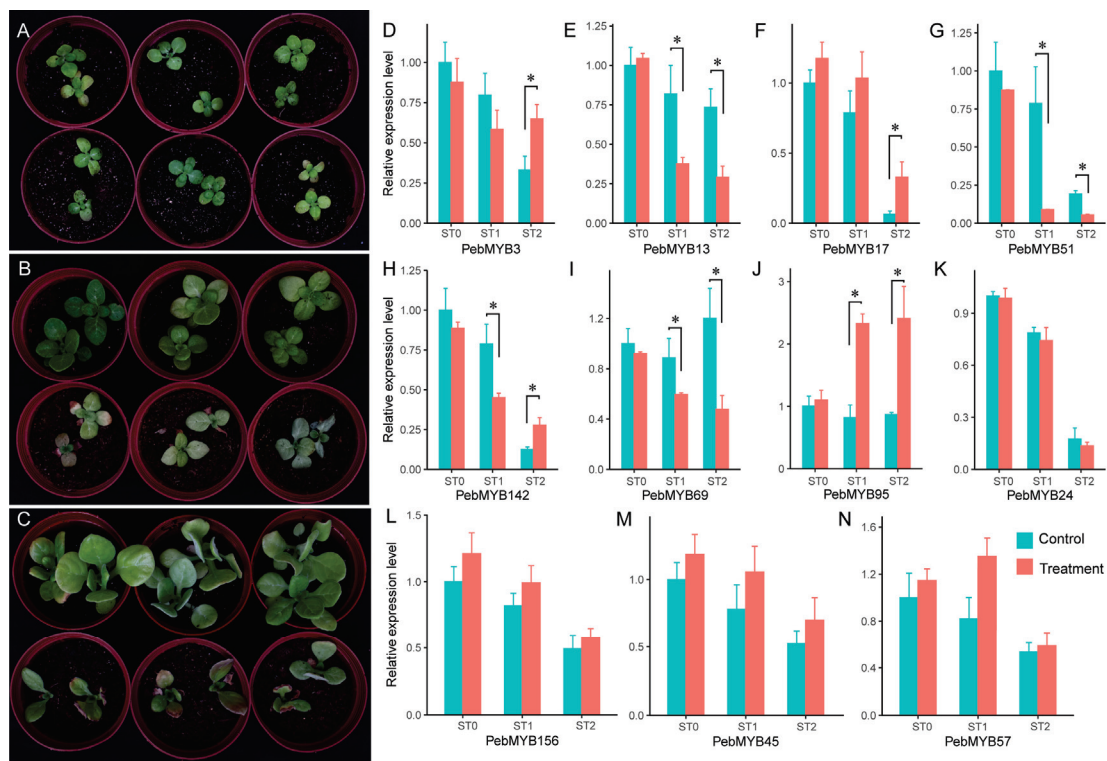 A
B
C
D
E
F
G
Relative expression level
1.00
0.75
0.50
0.25
0.00
*
ST0 ST1 ST2
PebMYB3
1.25
1.00
0.75
0.50
0.25
0.00
* *
ST0 ST1 ST2
PebMYB13
1.0
0.5
0.0
*
ST0 ST1 ST2
PebMYB17
1.25
1.00
0.75
0.50
0.25
0.00
* *
ST0 ST1 ST2
PebMYB51
H
I
J
K
Relative expression level
1.00
0.75
0.50
0.25
0.00
* *
ST0 ST1 ST2
PebMYB142
1.2
0.8
0.4
0.0
* *
ST0 ST1 ST2
PebMYB69
3
2
1
0
* *
ST0 ST1 ST2
PebMYB95
1.2
0.9
0.6
0.3
0.0
ST0 ST1 ST2
PebMYB24
L
M
N
Relative expression level
1.5
1.0
0.5
0.0
ST0 ST1 ST2
PebMYB156
1.0
0.5
0.0
ST0 ST1 ST2
PebMYB45
1.6
1.2
0.8
0.4
0.0
ST0 ST1 ST2
PebMYB57
Control
Treatment